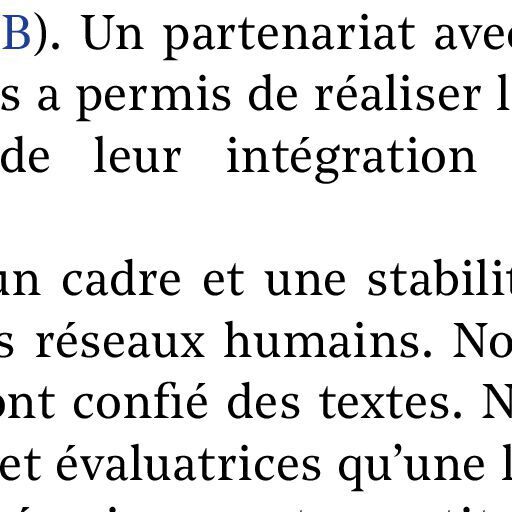 B). Un partenariat avec
s a permis de réaliser l
de leur intégration
un cadre et une stabilit
s réseaux humains. No
ont confié des textes. N
et évaluatrices qu’une l